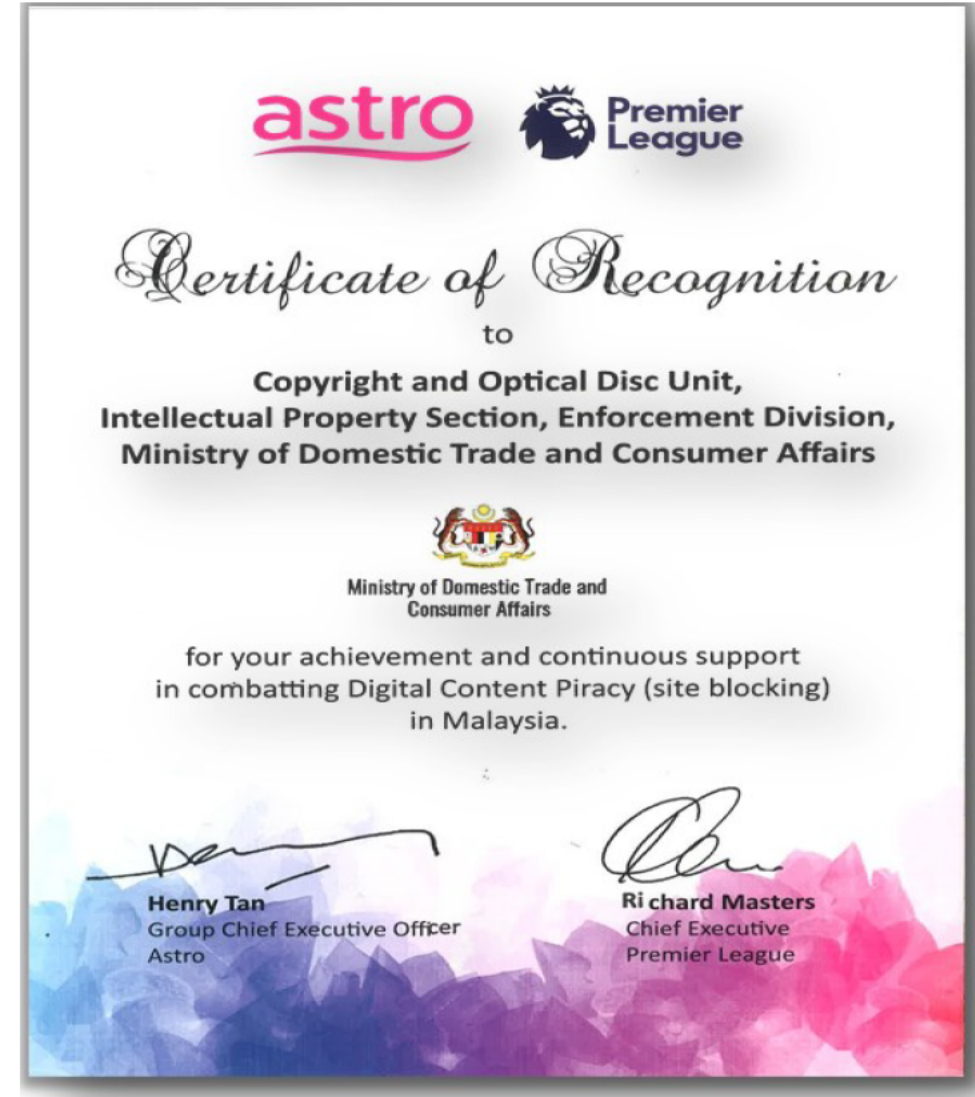 astro
Premier
League
Certificate of Recognition
to
Copyright and Optical Disc Unit,
Intellectual Property Section, Enforcement Division,
Ministry of Domestic Trade and Consumer Affairs
Ministry of Domestic Trade and
Consumer Affairs
for your achievement and continuous support
in combatting Digital Content Piracy (site blocking)
in Malaysia.
Henry Tan
Group Chief Executive Officer
Astro
Ri chard Masters
Chief Executive
Premier League